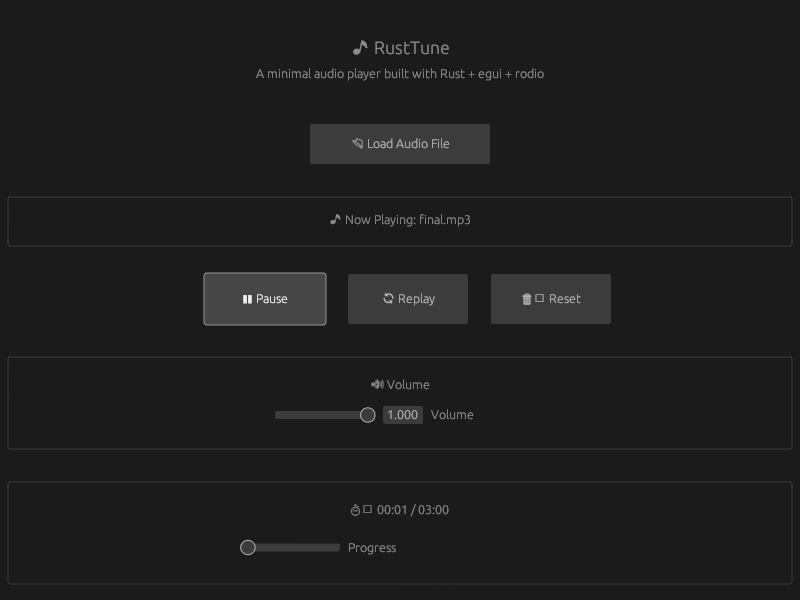 🎵 RustTune
A minimal audio player built with Rust + egui + rodio
Load Audio File
🎵 Now Playing: final.mp3
⏸ Pause
🔄 Replay
🗑□ Reset
🔊 Volume
1.000 Volume
⏱□ 00:01 / 03:00
Progress